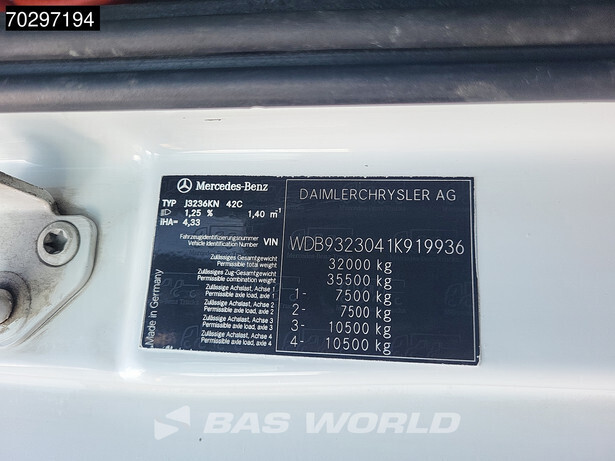 70297194
Mercedes-Benz
DAIMLERCHRYSLER AG
TYP J3236KN 42C
1,25 % 1,40 m⁻¹
iHA= 4,33
Fahrzeugidentifizierungsnummer
Vehicle Identification Number VIN WDB9323041K919936
Zulässiges Gesamtgewicht
Permissible total weight 32000 kg
Zulässiges Zug-Gesamtgewicht
Permissible combination weight 35500 kg
Zulässige Achslast, Achse 1
Permissible axle load, axle 1 1- 7500 kg
Zulässige Achslast, Achse 2
Permissible axle load, axle 2 2- 7500 kg
Zulässige Achslast, Achse 3
Permissible axle load, axle 3 3- 10500 kg
Zulässige Achslast, Achse 4
Permissible axle load, axle 4 4- 10500 kg
Made in Germany
BAS WORLD